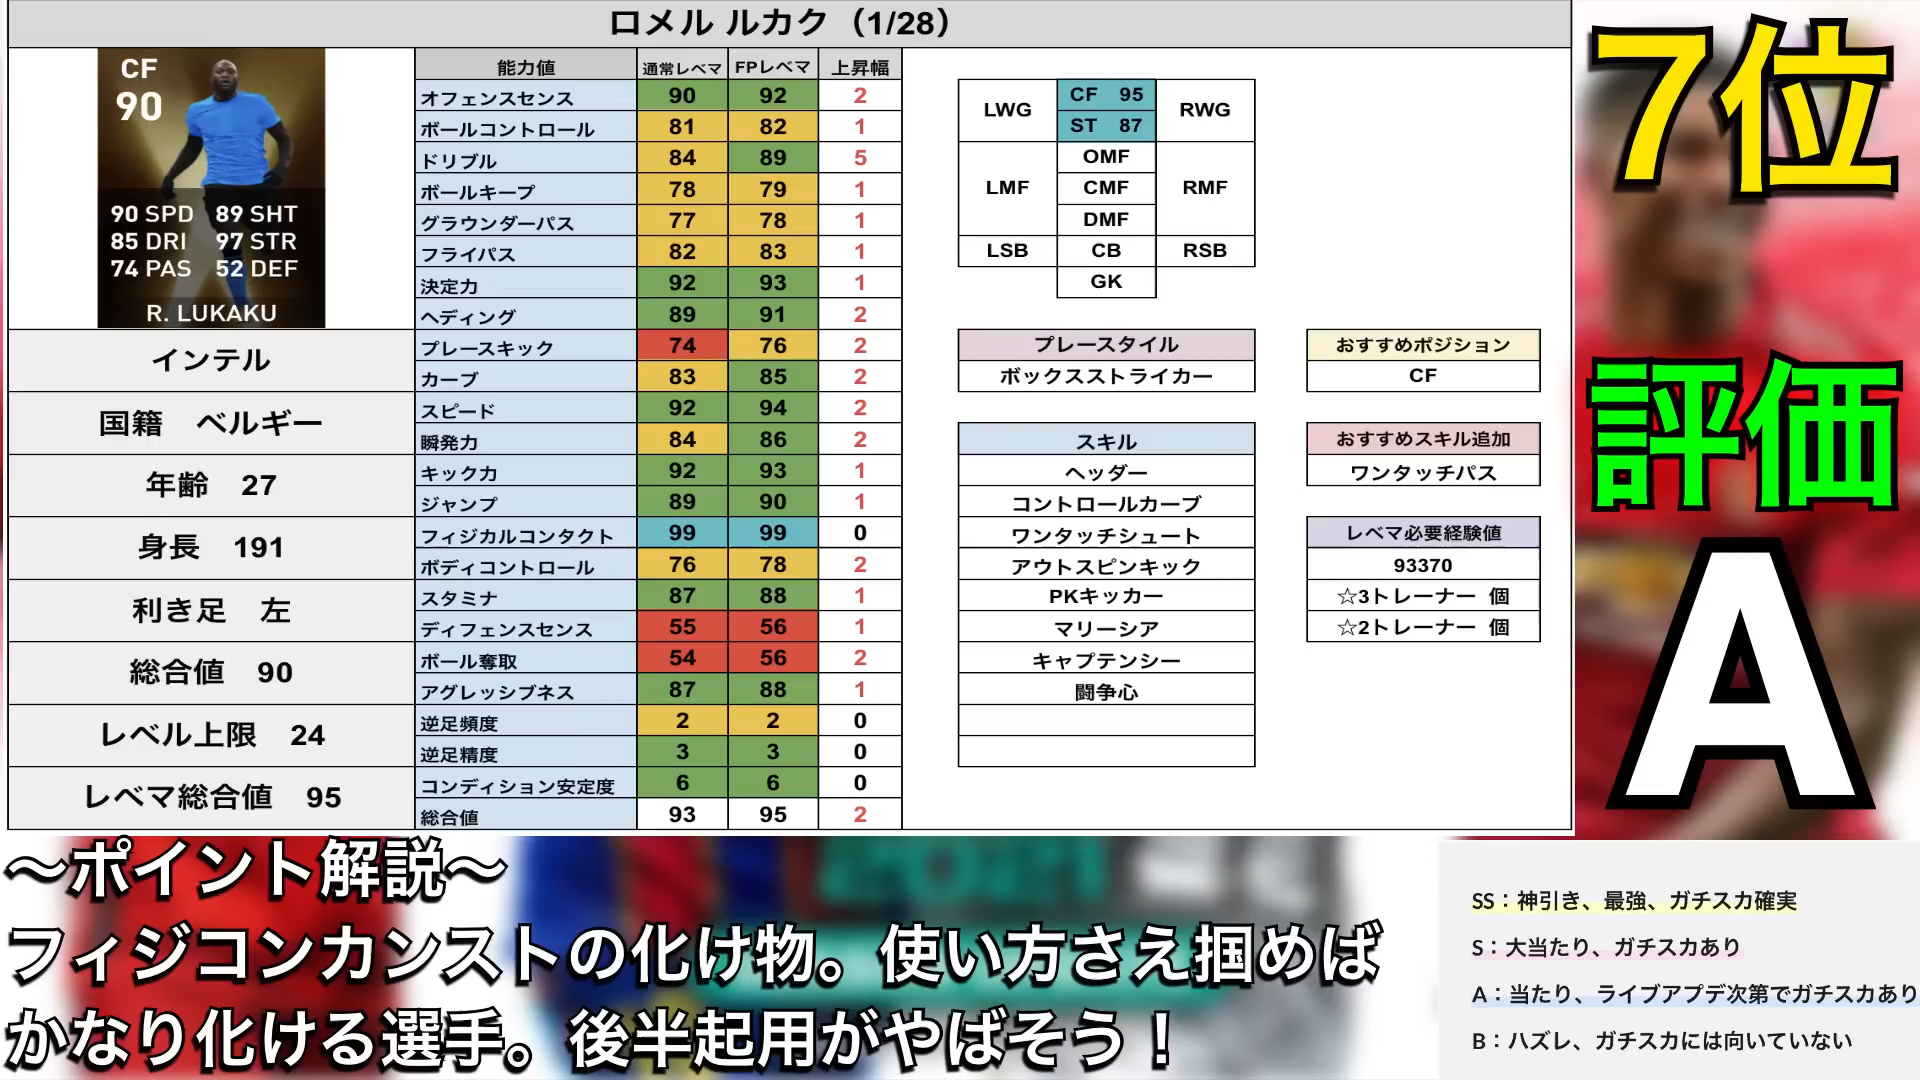 ロメル ルカク（1/28）
CF
90
90 SPD 89 SHT
85 DRI 97 STR
74 PAS 52 DEF
R. LUKAKU
インテル
国籍　ベルギー
年齢　27
身長　191
利き足　左
総合値　90
レベル上限　24
レベマ総合値　95
能力値 通常レベマ FPレベマ 上昇幅
オフェンスセンス 90 92 2
ボールコントロール 81 82 1
ドリブル 84 89 5
ボールキープ 78 79 1
グラウンダーパス 77 78 1
フライパス 82 83 1
決定力 92 93 1
ヘディング 89 91 2
プレースキック 74 76 2
カーブ 83 85 2
スピード 92 94 2
瞬発力 84 86 2
キック力 92 93 1
ジャンプ 89 90 1
フィジカルコンタクト 99 99 0
ボディコントロール 76 78 2
スタミナ 87 88 1
ディフェンスセンス 55 56 1
ボール奪取 54 56 2
アグレッシブネス 87 88 1
逆足頻度 2 2 0
逆足精度 3 3 0
コンディション安定度 6 6 0
総合値 93 95 2
LWG CF 95 RWG
ST 87
OMF
LMF CMF RMF
DMF
LSB CB RSB
GK
プレースタイル
ボックスストライカー
スキル
ヘッダー
コントロールカーブ
ワンタッチシュート
アウトスピンキック
PKキッカー
マリーシア
キャプテンシー
闘争心
おすすめポジション
CF
おすすめスキル追加
ワンタッチパス
レベマ必要経験値
93370
☆3トレーナー 個
☆2トレーナー 個
7位
評価
A
〜ポイント解説〜
フィジコンカンストの化け物。使い方さえ掴めば
かなり化ける選手。後半起用がやばそう！
2021
SS：神引き、最強、ガチスカ確実
S：大当たり、ガチスカあり
A：当たり、ライブアプデ次第でガチスカあり
B：ハズレ、ガチスカには向いていない